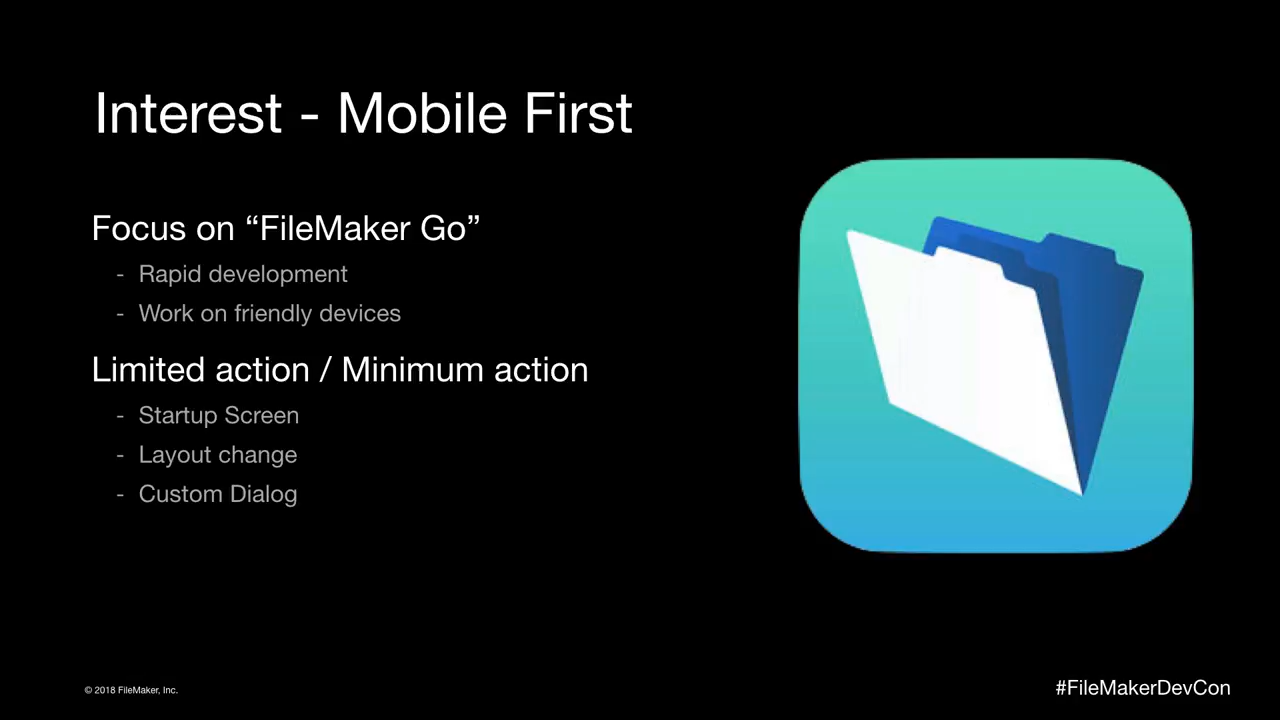 Interest - Mobile First
Focus on “FileMaker Go”
- Rapid development
- Work on friendly devices
Limited action / Minimum action
- Startup Screen
- Layout change
- Custom Dialog
© 2018 FileMaker, Inc.
#FileMakerDevCon